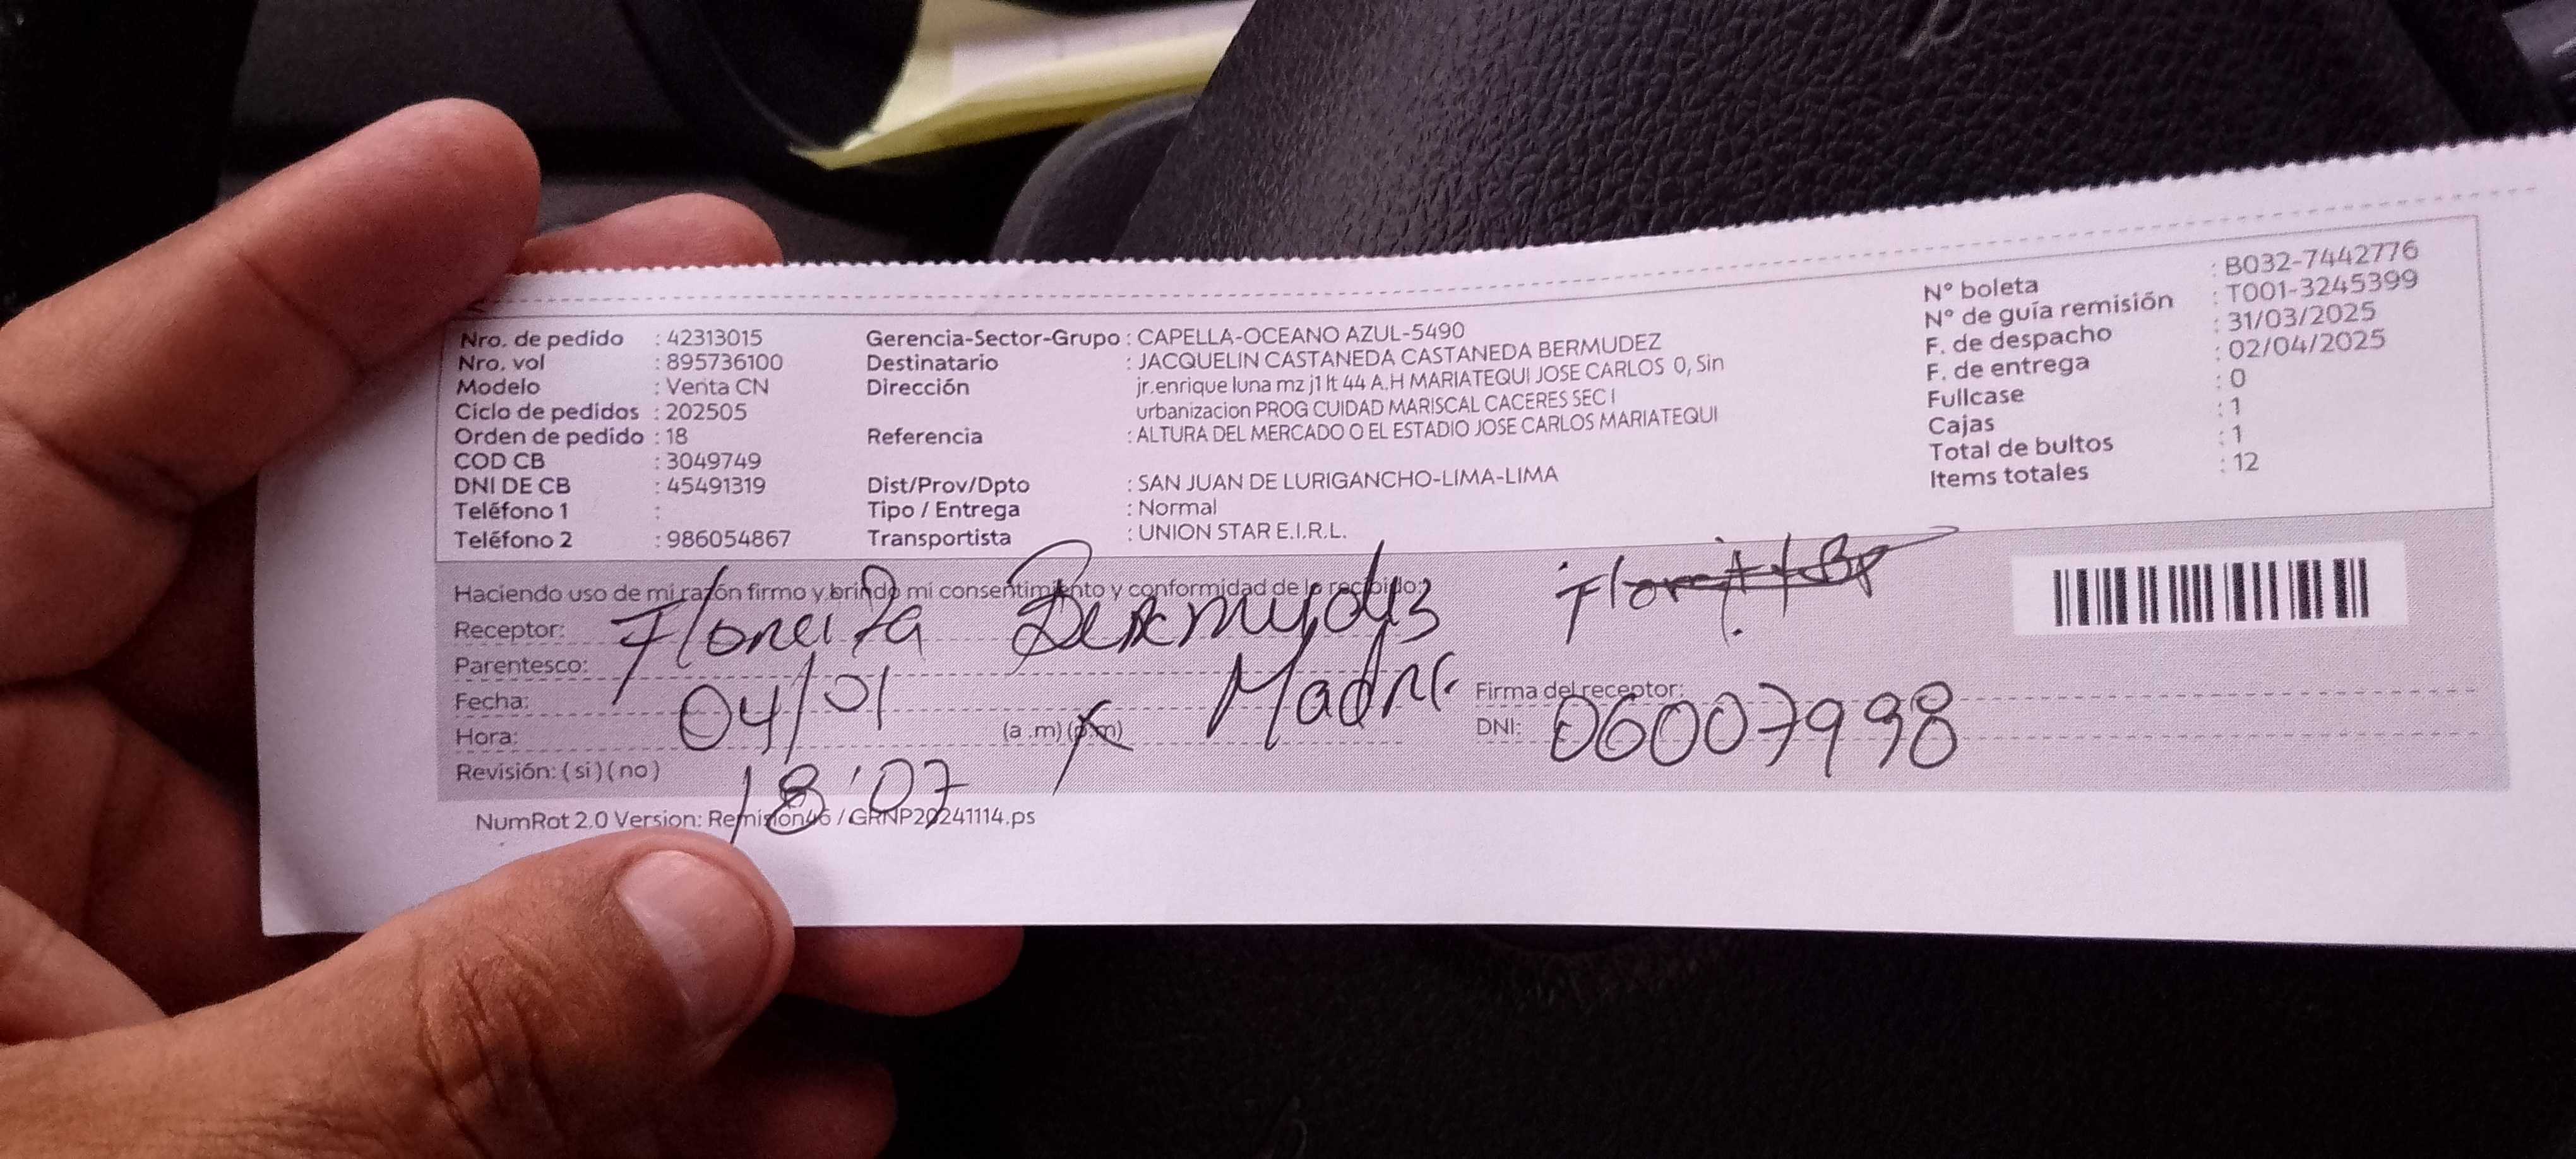 Nro. de pedido : 42313015
Nro. vol : 895736100
Modelo : Venta CN
Ciclo de pedidos : 202505
Orden de pedido : 18
COD CB : 3049749
DNI DE CB : 45491319
Teléfono 1 :
Teléfono 2 : 986054867
Gerencia-Sector-Grupo : CAPELLA-OCEANO AZUL-5490
Destinatario : JACQUELIN CASTANEDA CASTANEDA BERMUDEZ
Dirección jr.enrique luna mz j1 lt 44 A.H MARIATEQUI JOSE CARLOS 0, Sin
urbanizacion PROG CUIDAD MARISCAL CACERES SEC I
Referencia : ALTURA DEL MERCADO O EL ESTADIO JOSE CARLOS MARIATEQUI
Dist/Prov/Dpto : SAN JUAN DE LURIGANCHO-LIMA-LIMA
Tipo / Entrega : Normal
Transportista : UNION STAR E.I.R.L.
N° boleta : B032-7442776
N° de guía remisión : T001-3245399
F. de despacho : 31/03/2025
F. de entrega : 02/04/2025
Fullcase : 0
Cajas : 1
Total de bultos : 1
Items totales : 12
Haciendo uso de mi razón firmo y brindo mi consentimiento y conformidad de lo recibido:
Receptor: Florcita Bermudes
Parentesco: Madre
Fecha: 04/01
Firma del receptor:
Hora: (a .m) (p.m)
DNI: 06007998
Revisión: ( si ) ( no ) 18:07
NumRot 2.0 Version: Remision46 / GRNP20241114.ps